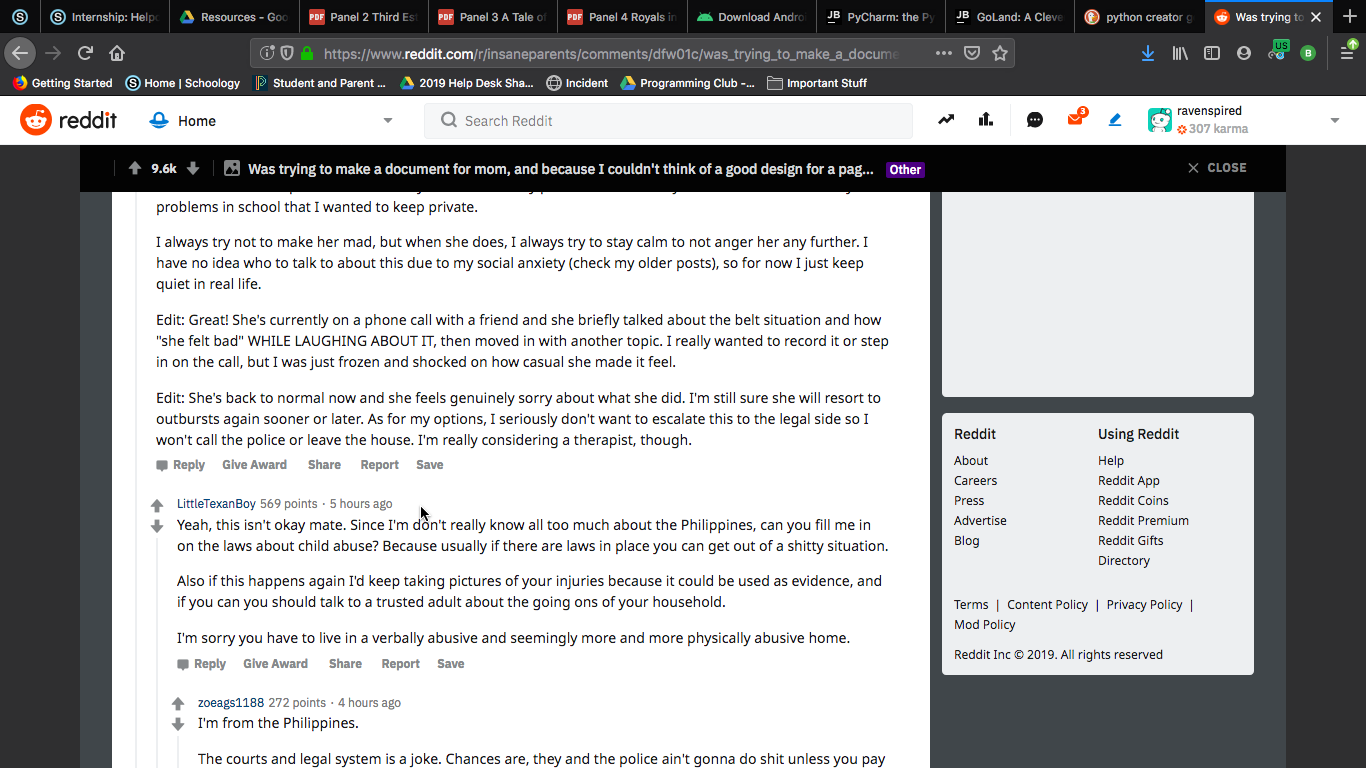 Internship: Help
Resources - Goo
PDF Panel 2 Third Est
PDF Panel 3 A Tale of
PDF Panel 4 Royals in
Download Andro
JB PyCharm: the Py
JB GoLand: A Cleve
python creator g
Was trying to
https://www.reddit.com/r/insaneparents/comments/dfw01c/was_trying_to_make_a_docume
US
B
Getting Started
Home | Schoology
Student and Parent ...
2019 Help Desk Sha...
Incident
Programming Club -...
Important Stuff
reddit
Home
Search Reddit
3
ravenspired
307 karma
9.6k
Was trying to make a document for mom, and because I couldn't think of a good design for a pag...
Other
CLOSE
problems in school that I wanted to keep private.
I always try not to make her mad, but when she does, I always try to stay calm to not anger her any further. I
have no idea who to talk to about this due to my social anxiety (check my older posts), so for now I just keep
quiet in real life.
Edit: Great! She's currently on a phone call with a friend and she briefly talked about the belt situation and how
"she felt bad" WHILE LAUGHING ABOUT IT, then moved in with another topic. I really wanted to record it or step
in on the call, but I was just frozen and shocked on how casual she made it feel.
Edit: She's back to normal now and she feels genuinely sorry about what she did. I'm still sure she will resort to
outbursts again sooner or later. As for my options, I seriously don't want to escalate this to the legal side so I
won't call the police or leave the house. I'm really considering a therapist, though.
Reply Give Award Share Report Save
LittleTexanBoy 569 points · 5 hours ago
Yeah, this isn't okay mate. Since I'm don't really know all too much about the Philippines, can you fill me in
on the laws about child abuse? Because usually if there are laws in place you can get out of a shitty situation.
Also if this happens again I'd keep taking pictures of your injuries because it could be used as evidence, and
if you can you should talk to a trusted adult about the going ons of your household.
I'm sorry you have to live in a verbally abusive and seemingly more and more physically abusive home.
Reply Give Award Share Report Save
zoeags1188 272 points · 4 hours ago
I'm from the Philippines.
The courts and legal system is a joke. Chances are, they and the police ain't gonna do shit unless you pay
Reddit
About
Careers
Press
Advertise
Blog
Using Reddit
Help
Reddit App
Reddit Coins
Reddit Premium
Reddit Gifts
Directory
Terms | Content Policy | Privacy Policy |
Mod Policy
Reddit Inc © 2019. All rights reserved